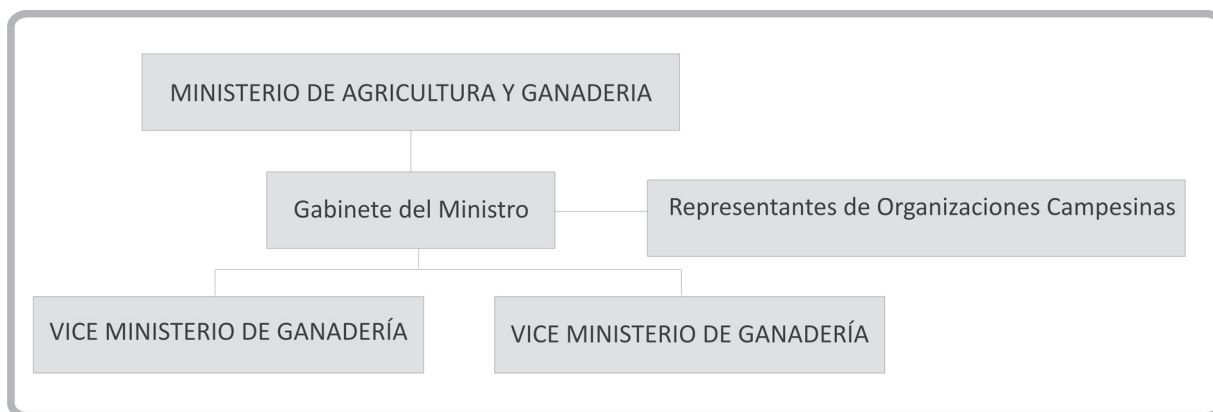 MINISTERIO DE AGRICULTURA Y GANADERIA
Gabinete del Ministro
Representantes de Organizaciones Campesinas
VICE MINISTERIO DE GANADERÍA
VICE MINISTERIO DE GANADERÍA